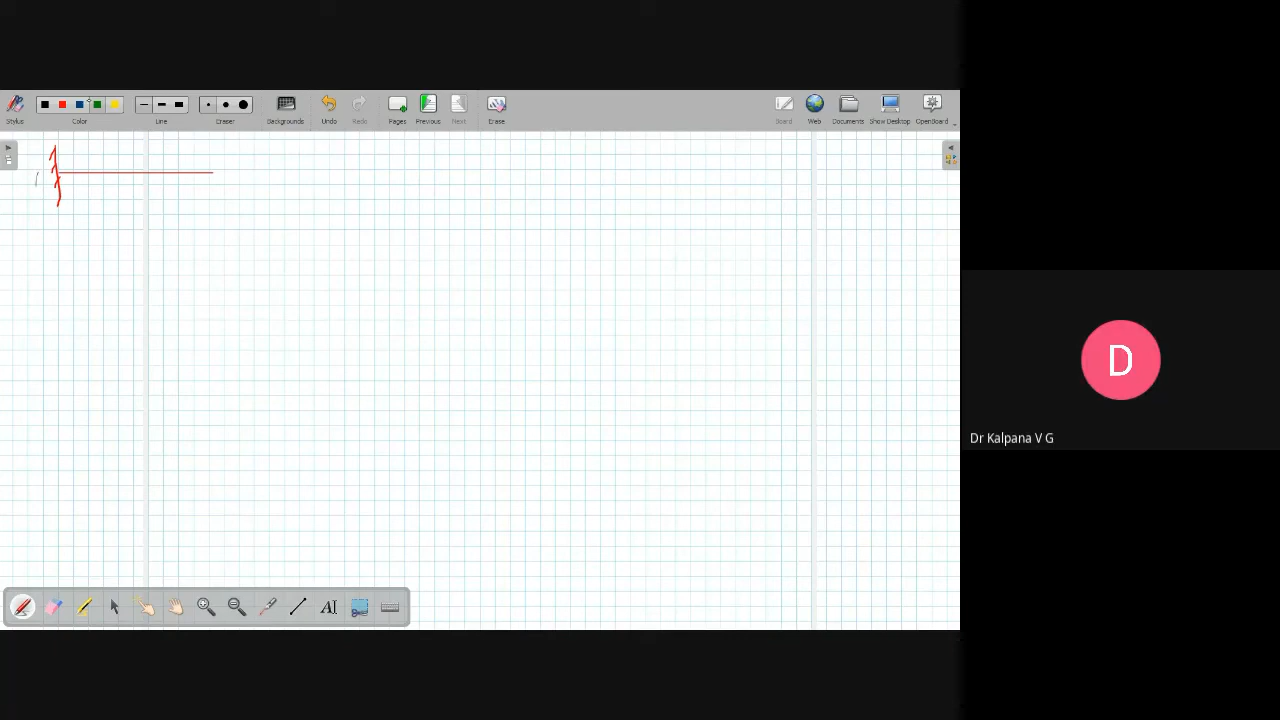 Stylus Color Line Eraser Backgrounds Undo Redo Pages Previous Next Erase Board Web Documents Show Desktop OpenBoard
AI
D
Dr Kalpana V G